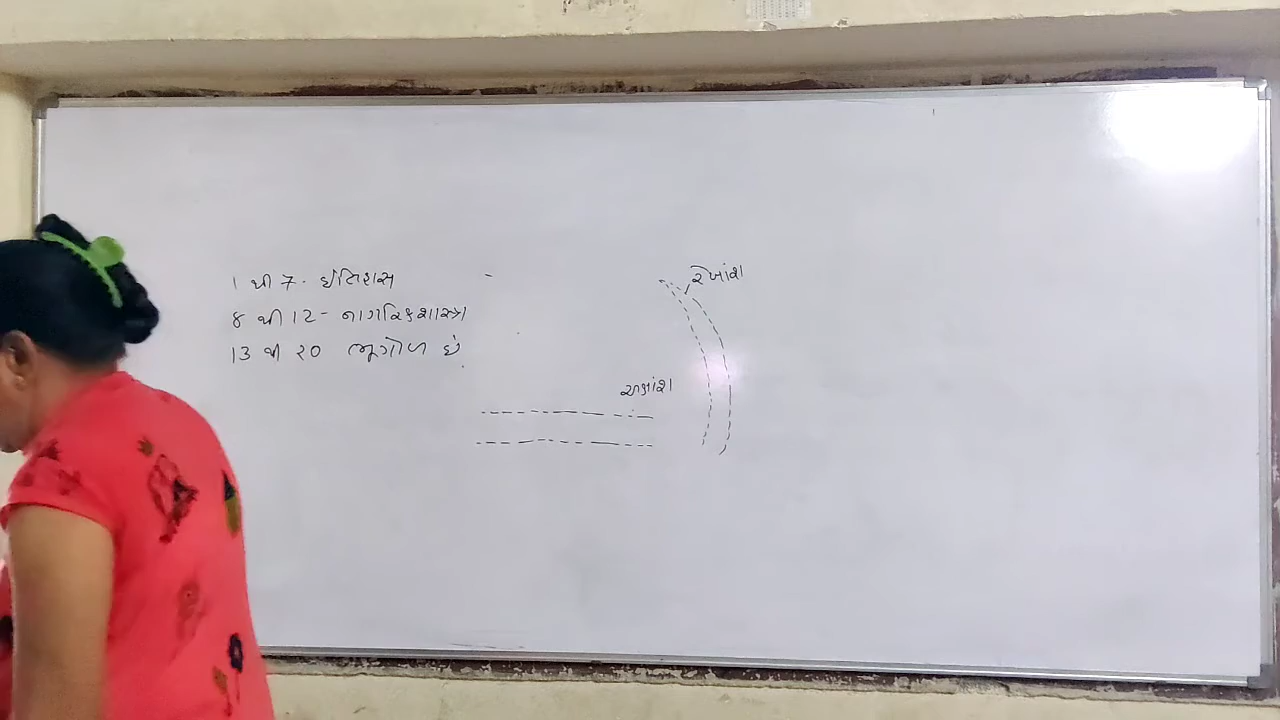 1 થી 7- ઇતિહાસ
8 થી 12- નાગરિકશાસ્ત્ર
13 થી 20 ભૂગોળ છે.
રેખાંશ
અક્ષાંશ